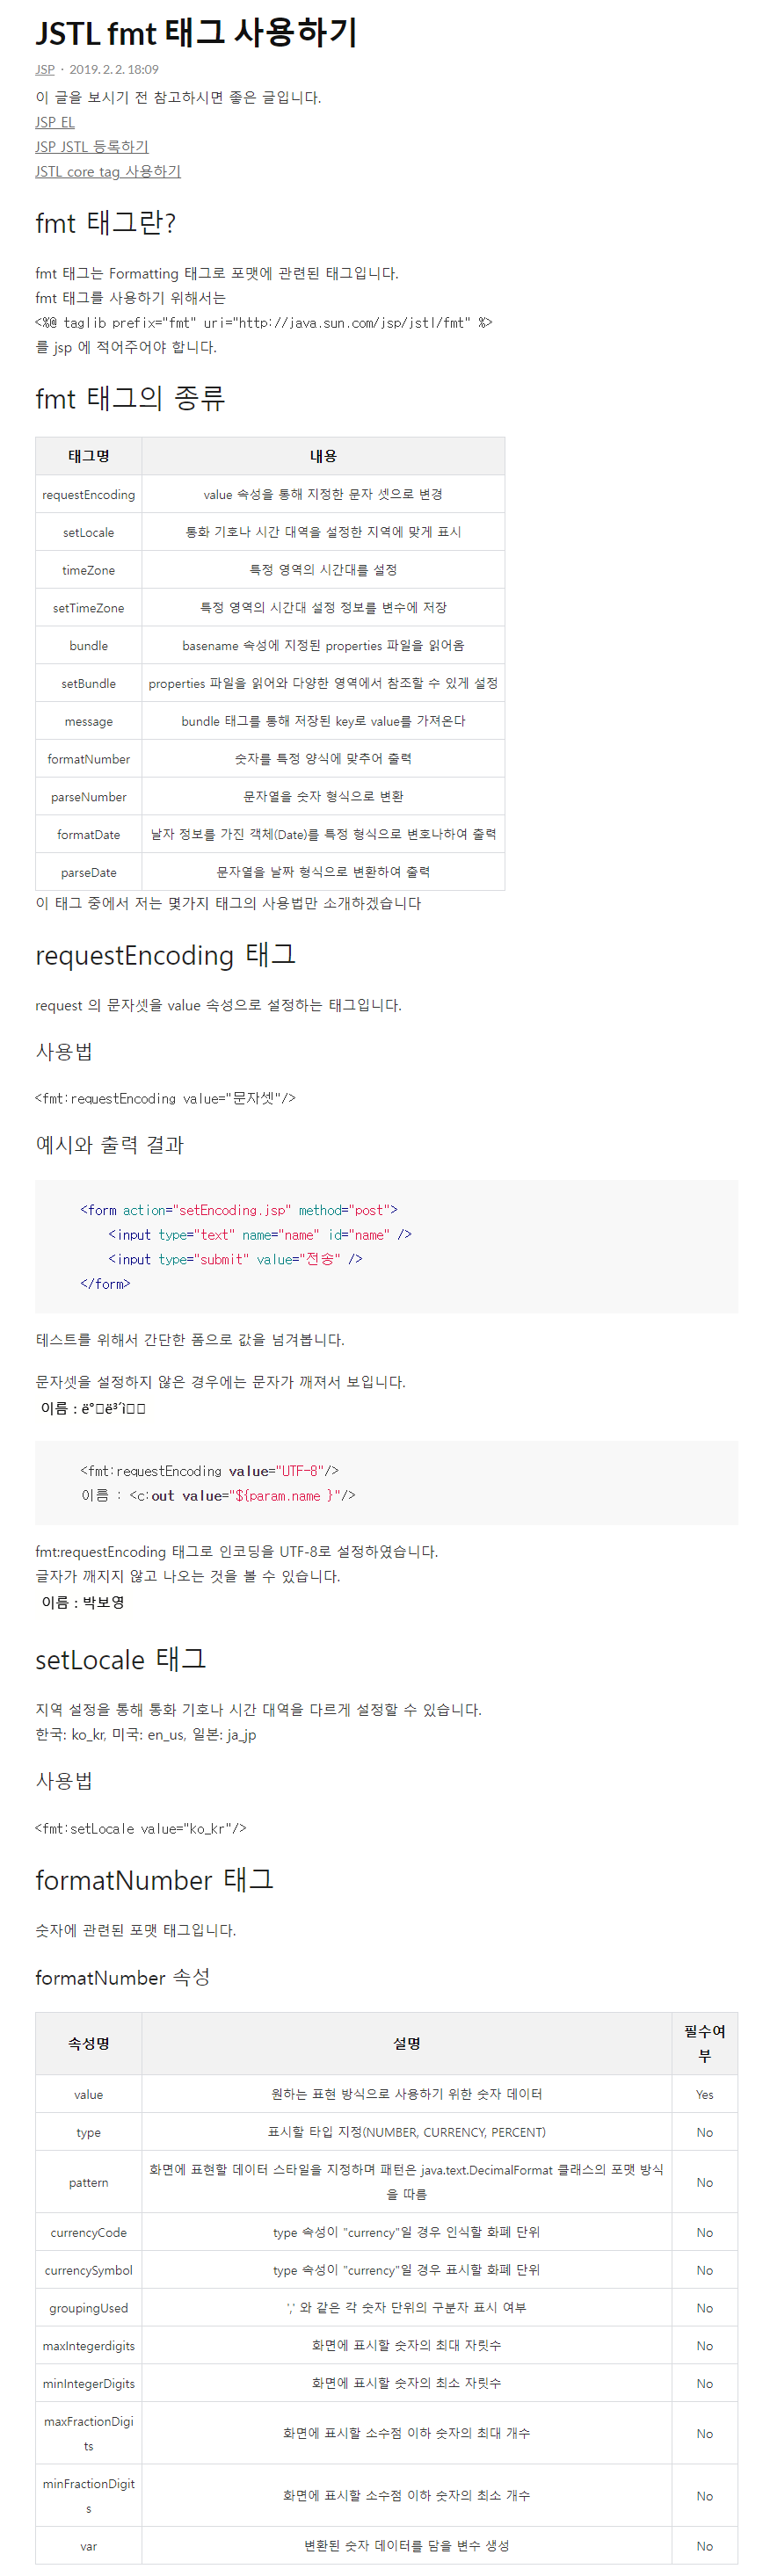 JSTL fmt 태그 사용하기
JSP · 2019. 2. 2. 18:09
이 글을 보시기 전 참고하시면 좋은 글입니다.
JSP EL
JSP JSTL 등록하기
JSTL core tag 사용하기
fmt 태그란?
fmt 태그는 Formatting 태그로 포맷에 관련된 태그입니다.
fmt 태그를 사용하기 위해서는
<%@ taglib prefix="fmt" uri="http://java.sun.com/jsp/jstl/fmt" %>
를 jsp 에 적어주어야 합니다.
fmt 태그의 종류
태그명 내용
requestEncoding value 속성을 통해 지정한 문자 셋으로 변경
setLocale 통화 기호나 시간 대역을 설정한 지역에 맞게 표시
timeZone 특정 영역의 시간대를 설정
setTimeZone 특정 영역의 시간대 설정 정보를 변수에 저장
bundle basename 속성에 지정된 properties 파일을 읽어옴
setBundle properties 파일을 읽어와 다양한 영역에서 참조할 수 있게 설정
message bundle 태그를 통해 저장된 key로 value를 가져온다
formatNumber 숫자를 특정 양식에 맞추어 출력
parseNumber 문자열을 숫자 형식으로 변환
formatDate 날자 정보를 가진 객체(Date)를 특정 형식으로 변호나하여 출력
parseDate 문자열을 날짜 형식으로 변환하여 출력
이 태그 중에서 저는 몇가지 태그의 사용법만 소개하겠습니다
requestEncoding 태그
request 의 문자셋을 value 속성으로 설정하는 태그입니다.
사용법
<fmt:requestEncoding value="문자셋"/>
예시와 출력 결과
<form action="setEncoding.jsp" method="post">
<input type="text" name="name" id="name" />
<input type="submit" value="전송" />
</form>
테스트를 위해서 간단한 폼으로 값을 넘겨봅니다.
문자셋을 설정하지 않은 경우에는 문자가 깨져서 보입니다.
이름 : ë°□ë³´ì□□
<fmt:requestEncoding value="UTF-8"/>
이름 : <c:out value="${param.name }"/>
fmt:requestEncoding 태그로 인코딩을 UTF-8로 설정하였습니다.
글자가 깨지지 않고 나오는 것을 볼 수 있습니다.
이름 : 박보영
setLocale 태그
지역 설정을 통해 통화 기호나 시간 대역을 다르게 설정할 수 있습니다.
한국: ko_kr, 미국: en_us, 일본: ja_jp
사용법
<fmt:setLocale value="ko_kr"/>
formatNumber 태그
숫자에 관련된 포맷 태그입니다.
formatNumber 속성
속성명 설명 필수여
부
value 원하는 표현 방식으로 사용하기 위한 숫자 데이터 Yes
type 표시할 타입 지정(NUMBER, CURRENCY, PERCENT) No
pattern 화면에 표현할 데이터 스타일을 지정하며 패턴은 java.text.DecimalFormat 클래스의 포맷 방식
을 따름 No
currencyCode type 속성이 "currency"일 경우 인식할 화폐 단위 No
currencySymbol type 속성이 "currency"일 경우 표시할 화폐 단위 No
groupingUsed ',' 와 같은 각 숫자 단위의 구분자 표시 여부 No
maxIntegerdigits 화면에 표시할 숫자의 최대 자릿수 No
minIntegerDigits 화면에 표시할 숫자의 최소 자릿수 No
maxFractionDigi
ts 화면에 표시할 소수점 이하 숫자의 최대 개수 No
minFractionDigit
s 화면에 표시할 소수점 이하 숫자의 최소 개수 No
var 변환된 숫자 데이터를 담을 변수 생성 No